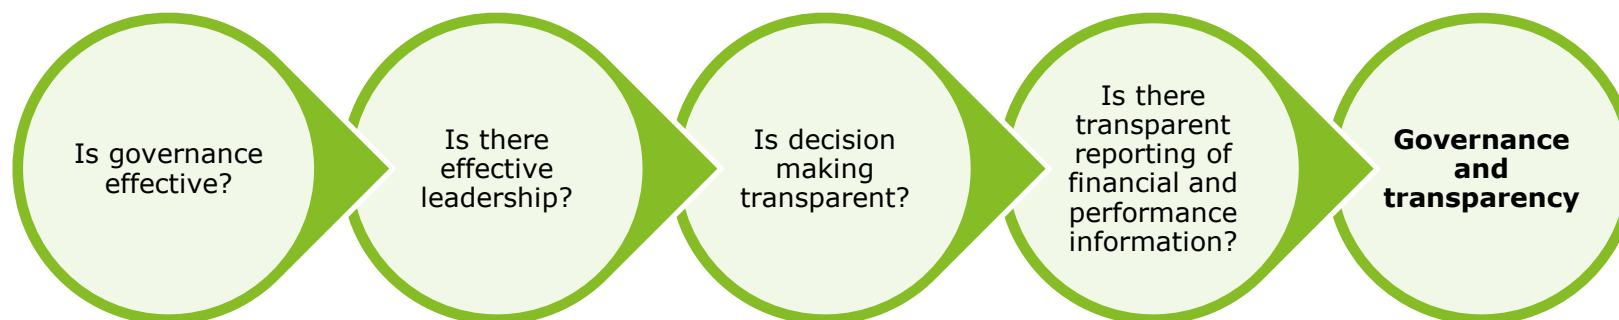 Is governance
effective?
Is there
effective
leadership?
Is decision
making
transparent?
Is there
transparent
reporting of
financial and
performance
information?
Governance
and
transparency